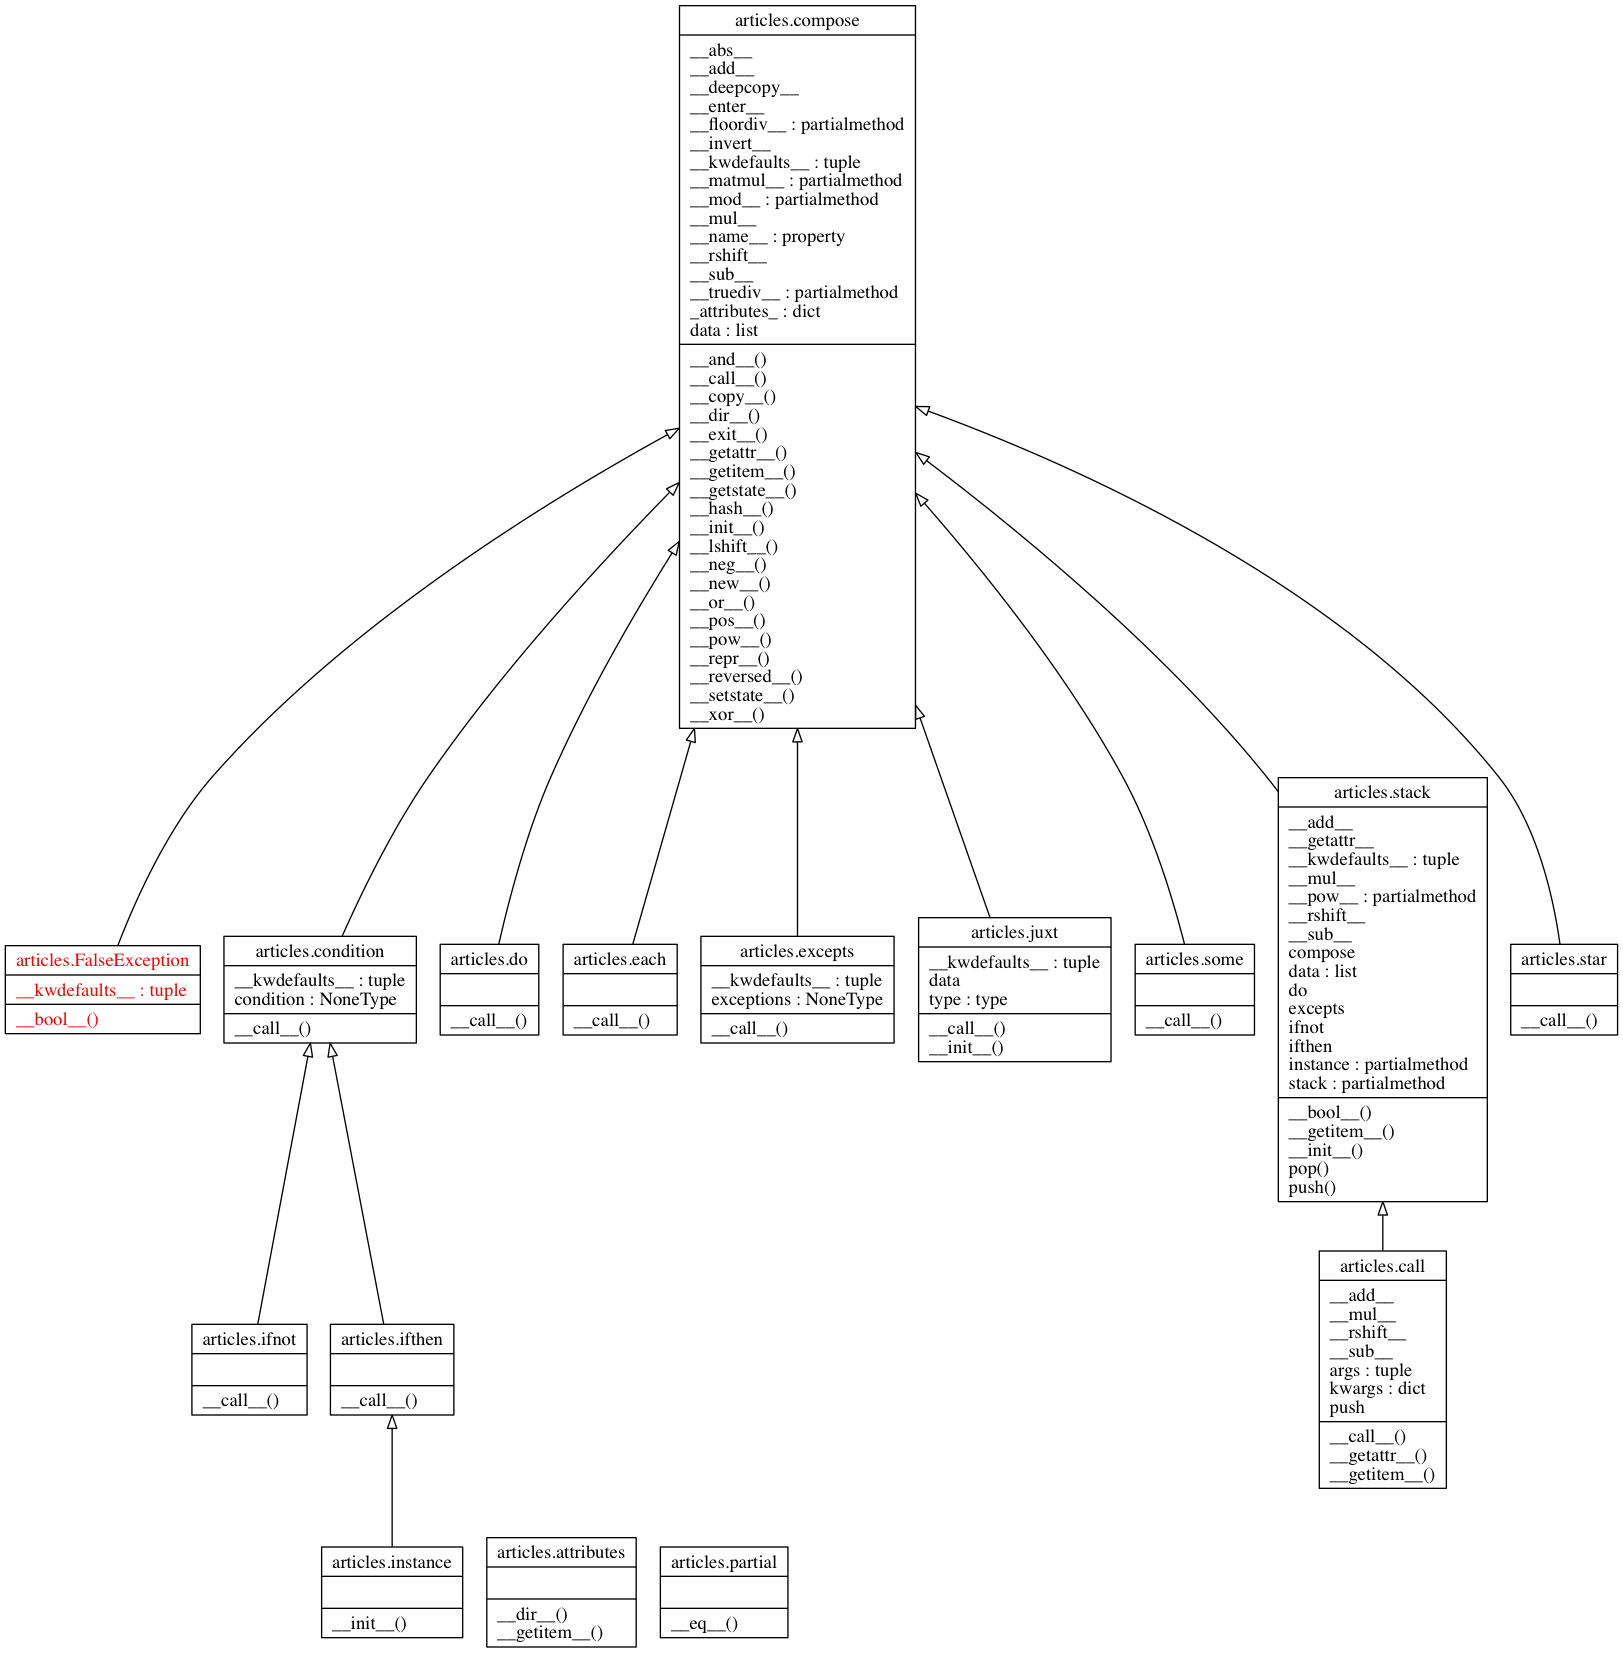 articles.compose
__abs__
__add__
__deepcopy__
__enter__
__floordiv__ : partialmethod
__invert__
__kwdefaults__ : tuple
__matmul__ : partialmethod
__mod__ : partialmethod
__mul__
__name__ : property
__rshift__
__sub__
__truediv__ : partialmethod
_attributes_ : dict
data : list
__and__()
__call__()
__copy__()
__dir__()
__exit__()
__getattr__()
__getitem__()
__getstate__()
__hash__()
__init__()
__lshift__()
__neg__()
__new__()
__or__()
__pos__()
__pow__()
__repr__()
__reversed__()
__setstate__()
__xor__()
articles.FalseException
__kwdefaults__ : tuple
__bool__()
articles.condition
__kwdefaults__ : tuple
condition : NoneType
__call__()
articles.do
__call__()
articles.each
__call__()
articles.excepts
__kwdefaults__ : tuple
exceptions : NoneType
__call__()
articles.juxt
__kwdefaults__ : tuple
data
type : type
__call__()
__init__()
articles.some
__call__()
articles.stack
__add__
__getattr__
__kwdefaults__ : tuple
__mul__
__pow__ : partialmethod
__rshift__
__sub__
compose
data : list
do
excepts
ifnot
ifthen
instance : partialmethod
stack : partialmethod
__bool__()
__getitem__()
__init__()
pop()
push()
articles.star
__call__()
articles.ifnot
__call__()
articles.ifthen
__call__()
articles.call
__add__
__mul__
__rshift__
__sub__
args : tuple
kwargs : dict
push
__call__()
__getattr__()
__getitem__()
articles.instance
__init__()
articles.attributes
__dir__()
__getitem__()
articles.partial
__eq__()